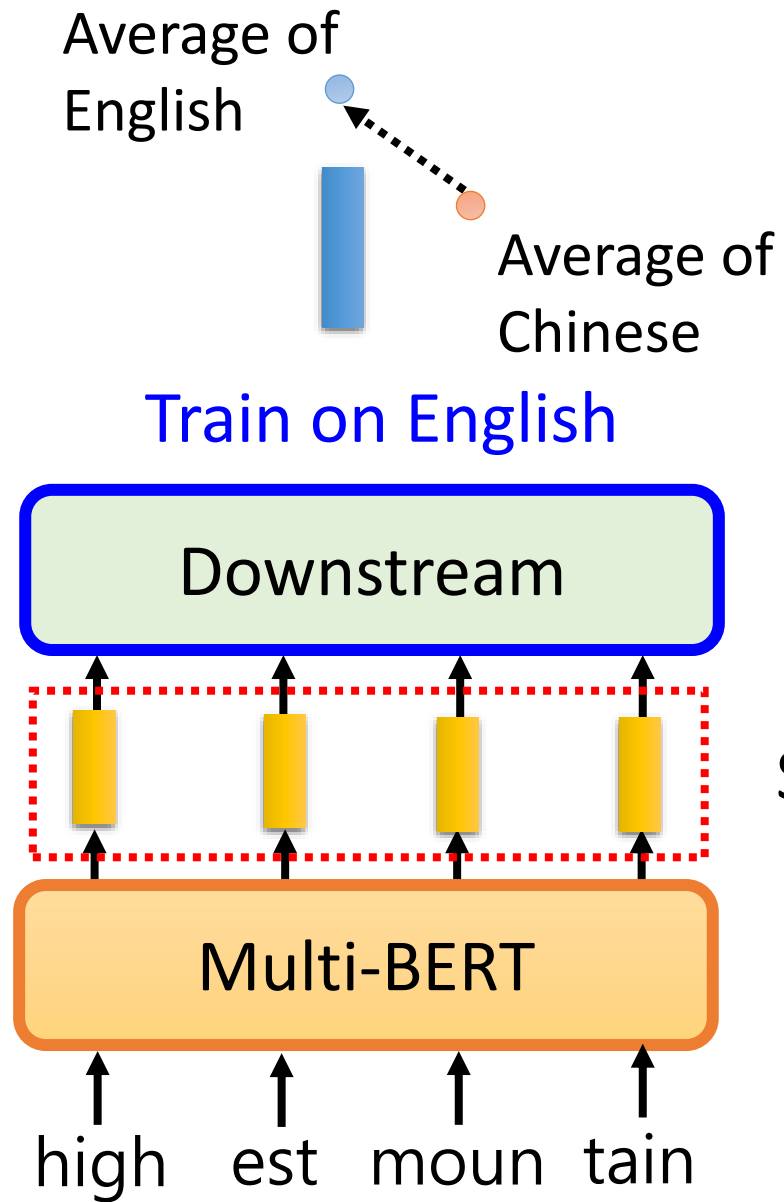 Average of
English
Average of
Chinese
Train on English
Downstream
Multi-BERT
high est moun tain